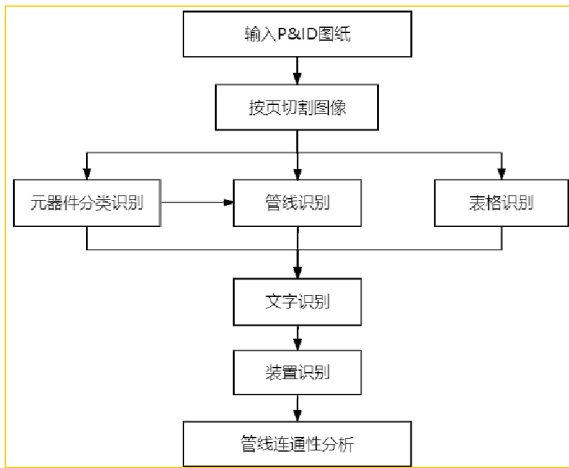 输入P&ID图纸
按页切割图像
元器件分类识别
管线识别
表格识别
文字识别
装置识别
管线连通性分析